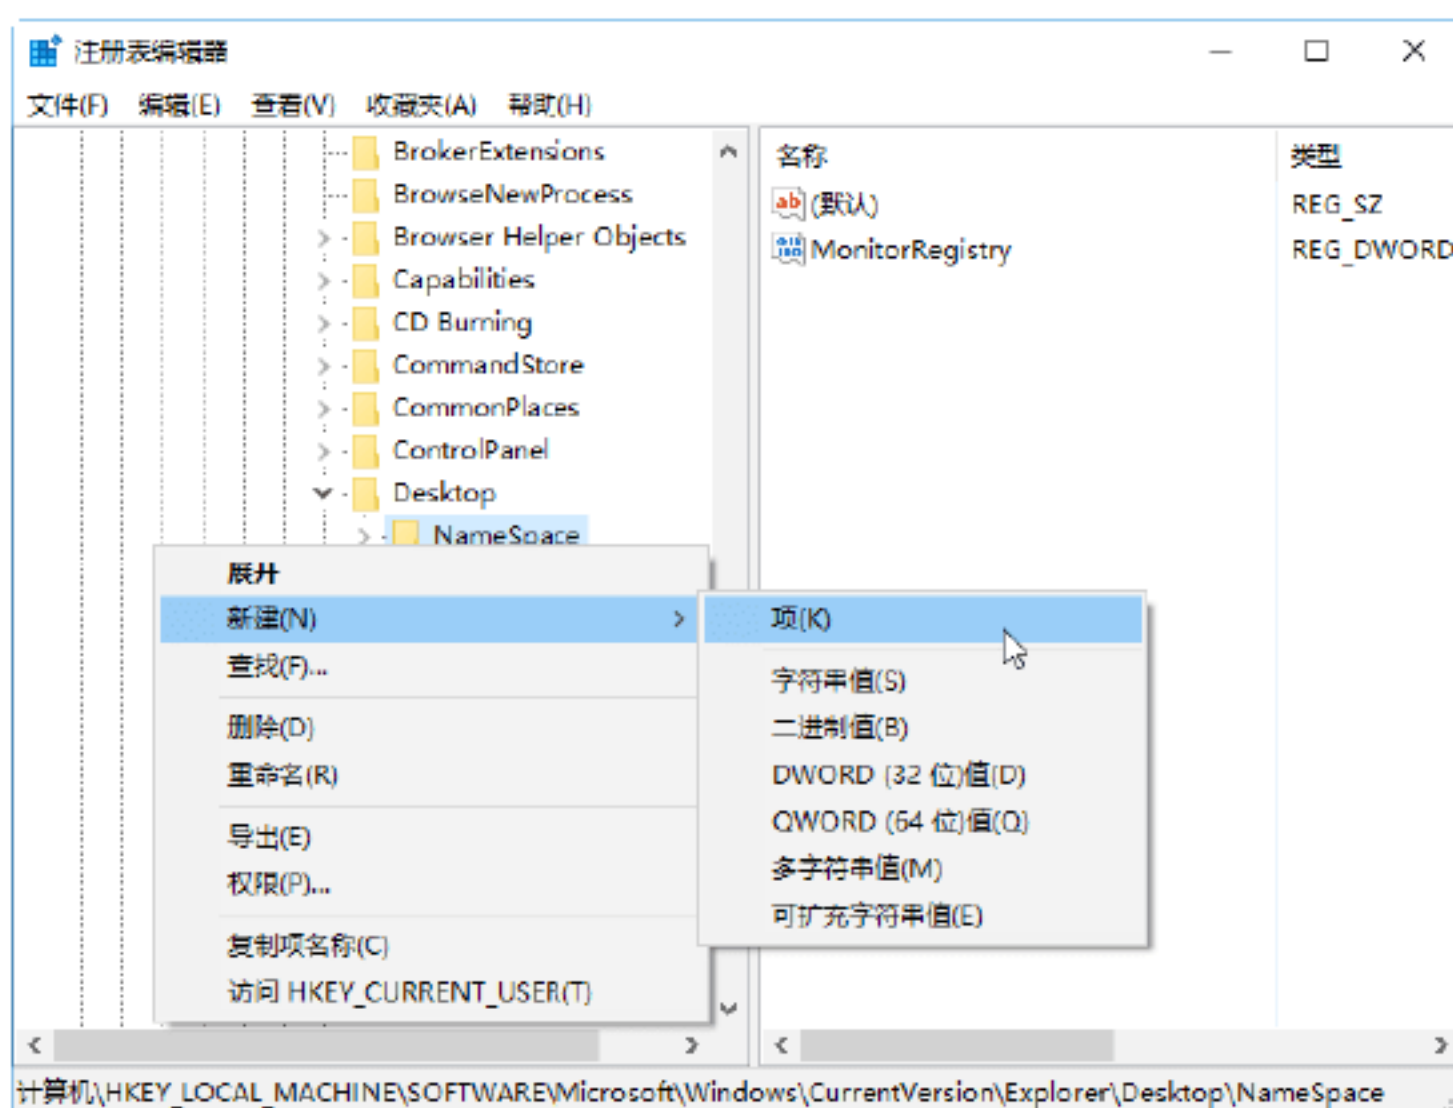 注册表编辑器
文件(F) 编辑(E) 查看(V) 收藏夹(A) 帮助(H)
BrokerExtensions
BrowseNewProcess
Browser Helper Objects
Capabilities
CD Burning
CommandStore
CommonPlaces
ControlPanel
Desktop
NameSpace
名称 类型
(默认) REG_SZ
MonitorRegistry REG_DWORD
展开
新建(N)
查找(F)...
删除(D)
重命名(R)
导出(E)
权限(P)...
复制项名称(C)
访问 HKEY_CURRENT_USER(T)
项(K)
字符串值(S)
二进制值(B)
DWORD (32 位)值(D)
QWORD (64 位)值(Q)
多字符串值(M)
可扩充字符串值(E)
计算机\HKEY_LOCAL_MACHINE\SOFTWARE\Microsoft\Windows\CurrentVersion\Explorer\Desktop\NameSpace